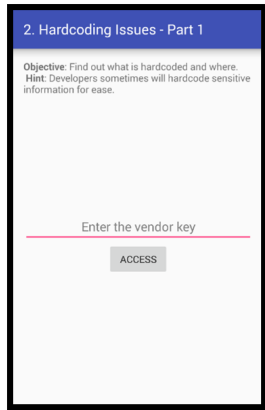 2. Hardcoding Issues - Part 1
Objective: Find out what is hardcoded and where.
Hint: Developers sometimes will hardcode sensitive
information for ease.
Enter the vendor key
ACCESS